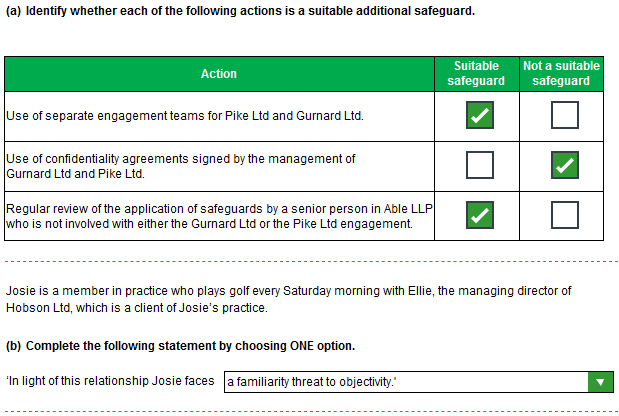 (a) Identify whether each of the following actions is a suitable additional safeguard.
Action
Suitable
safeguard
Not a suitable
safeguard
Use of separate engagement teams for Pike Ltd and Gurnard Ltd.
Use of confidentiality agreements signed by the management of
Gurnard Ltd and Pike Ltd.
Regular review of the application of safeguards by a senior person in Able LLP
who is not involved with either the Gurnard Ltd or the Pike Ltd engagement.
Josie is a member in practice who plays golf every Saturday morning with Ellie, the managing director of
Hobson Ltd, which is a client of Josie's practice.
(b) Complete the following statement by choosing ONE option.
'In light of this relationship Josie faces a familiarity threat to objectivity.'